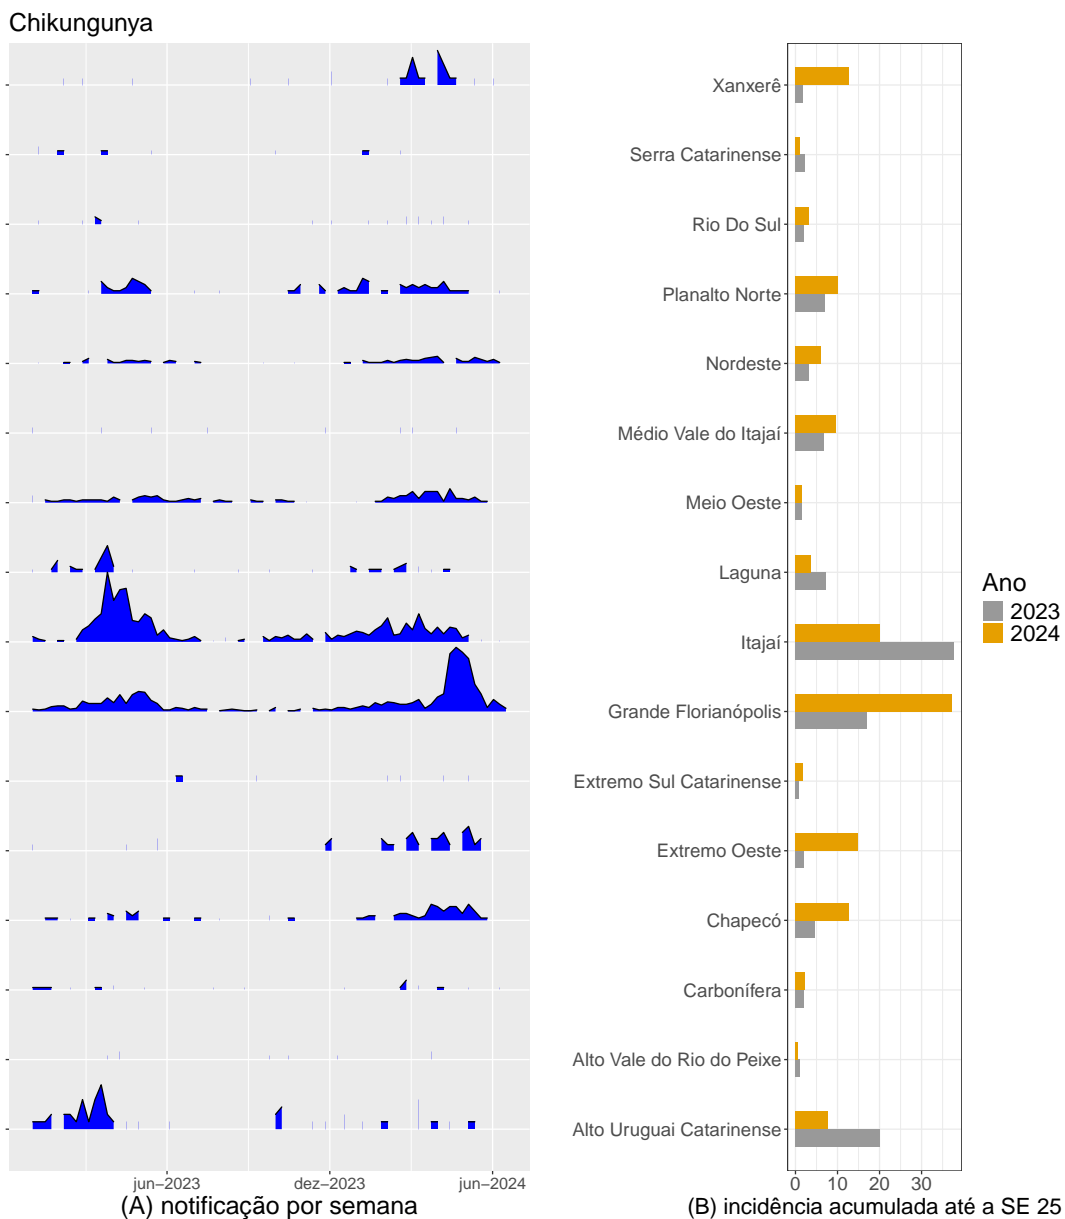 Chikungunya
Xanxerê
Serra Catarinense
Rio Do Sul
Planalto Norte
Nordeste
Médio Vale do Itajaí
Meio Oeste
Laguna
Itajaí
Grande Florianópolis
Extremo Sul Catarinense
Extremo Oeste
Chapecó
Carbonífera
Alto Vale do Rio do Peixe
Alto Uruguai Catarinense
Ano
2023
2024
jun−2023 dez−2023 jun−2024
0 10 20 30
(A) notificação por semana
(B) incidência acumulada até a SE 25